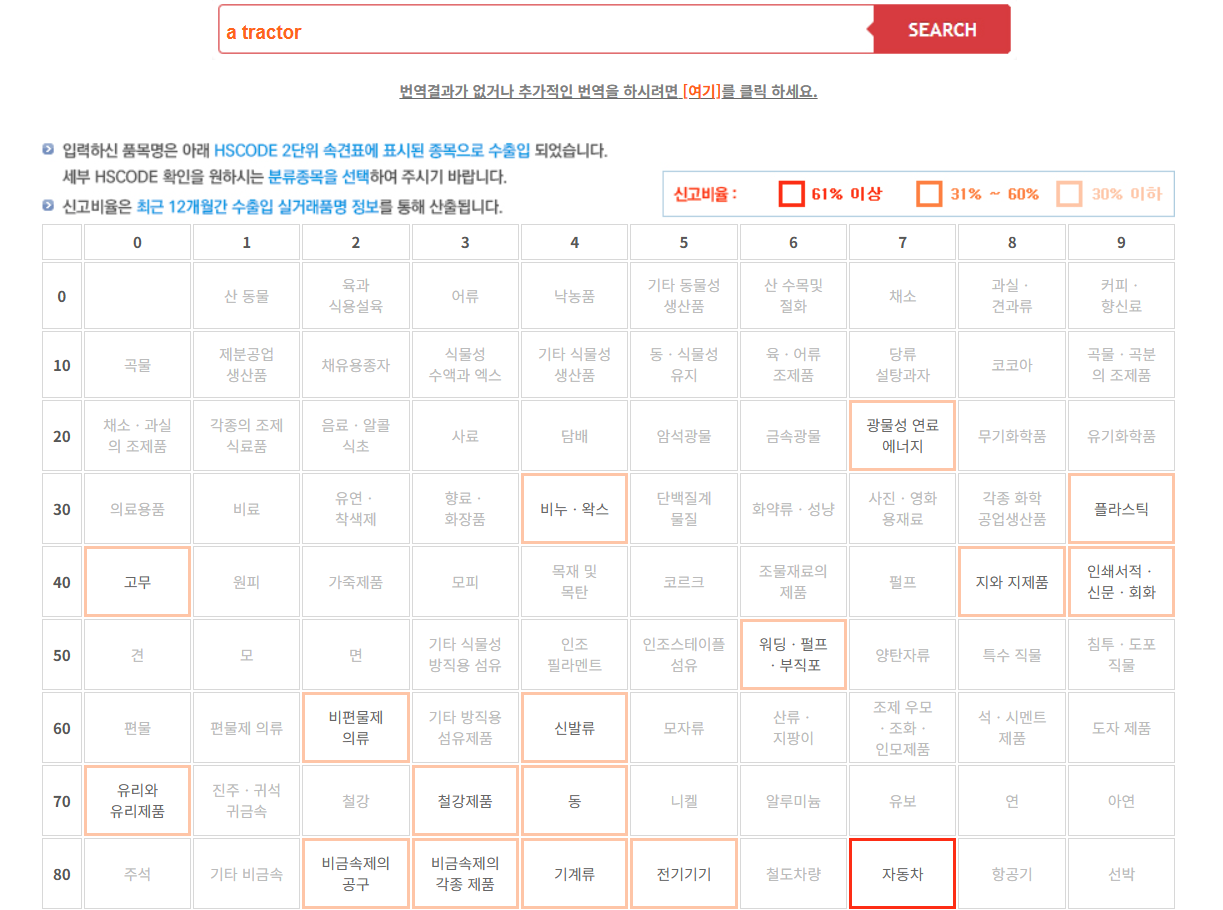 a tractor
SEARCH
번역결과가 없거나 추가적인 번역을 하시려면 [여기]를 클릭 하세요.
입력하신 품목명은 아래 HSCODE 2단위 속견표에 표시된 종목으로 수출입 되었습니다.
세부 HSCODE 확인을 원하시는 분류종목을 선택하여 주시기 바랍니다.
신고비율은 최근 12개월간 수출입 실거래품명 정보를 통해 산출됩니다.
신고비율 : 61% 이상 31% ~ 60% 30% 이하
0 1 2 3 4 5 6 7 8 9
0 산 동물 육과 식용설육 어류 낙농품 기타 동물성 생산품 산 수목및 절화 채소 과실 · 견과류 커피 · 향신료
10 곡물 제분공업 생산품 채유용종자 식물성 수액과 엑스 기타 식물성 생산품 동 · 식물성 유지 육 · 어류 조제품 당류 설탕과자 코코아 곡물 · 곡분 의 조제품
20 채소 · 과실 의 조제품 각종의 조제 식료품 음료 · 알콜 식초 사료 담배 암석광물 금속광물 광물성 연료 에너지 무기화학품 유기화학품
30 의료용품 비료 유연 · 착색제 향료 · 화장품 비누 · 왁스 단백질계 물질 화약류 · 성냥 사진 · 영화 용재료 각종 화학 공업생산품 플라스틱
40 고무 원피 가죽제품 모피 목재 및 목탄 코르크 조물재료의 제품 펄프 지와 지제품 인쇄서적 · 신문 · 회화
50 견 모 면 기타 식물성 방직용 섬유 인조 필라멘트 인조스테이플 섬유 워딩 · 펄프 · 부직포 양탄자류 특수 직물 침투 · 도포 직물
60 편물 편물제 의류 비편물제 의류 기타 방직용 섬유제품 신발류 모자류 산류 · 지팡이 조제 우모 · 조화 · 인모제품 석 · 시멘트 제품 도자 제품
70 유리와 유리제품 진주 · 귀석 귀금속 철강 철강제품 동 니켈 알루미늄 유보 연 아연
80 주석 기타 비금속 비금속제의 공구 비금속제의 각종 제품 기계류 전기기기 철도차량 자동차 항공기 선박